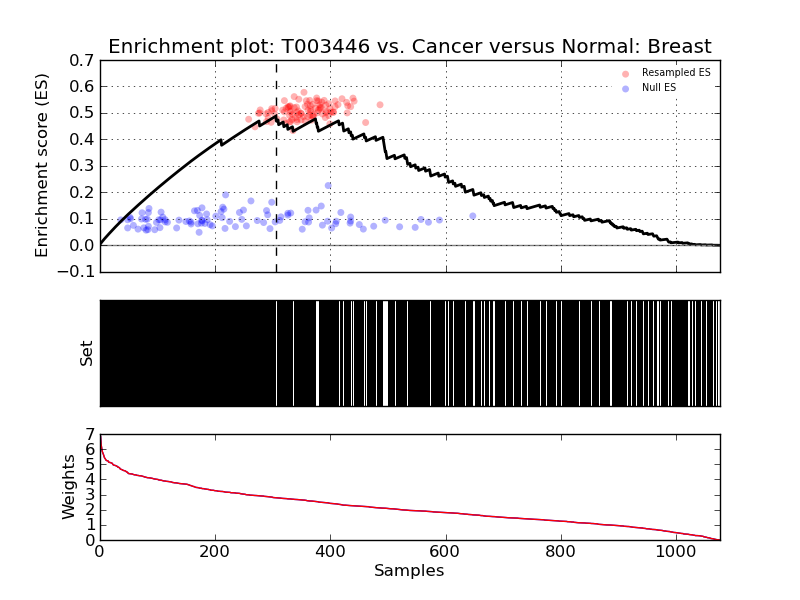 Enrichment plot: T003446 vs. Cancer versus Normal: Breast
0.7
0.6
0.5
0.4
0.3
0.2
0.1
0.0
−0.1
Enrichment score (ES)
Resampled ES
Null ES
Set
7
6
5
4
3
2
1
0
Weights
0 200 400 600 800 1000
Samples